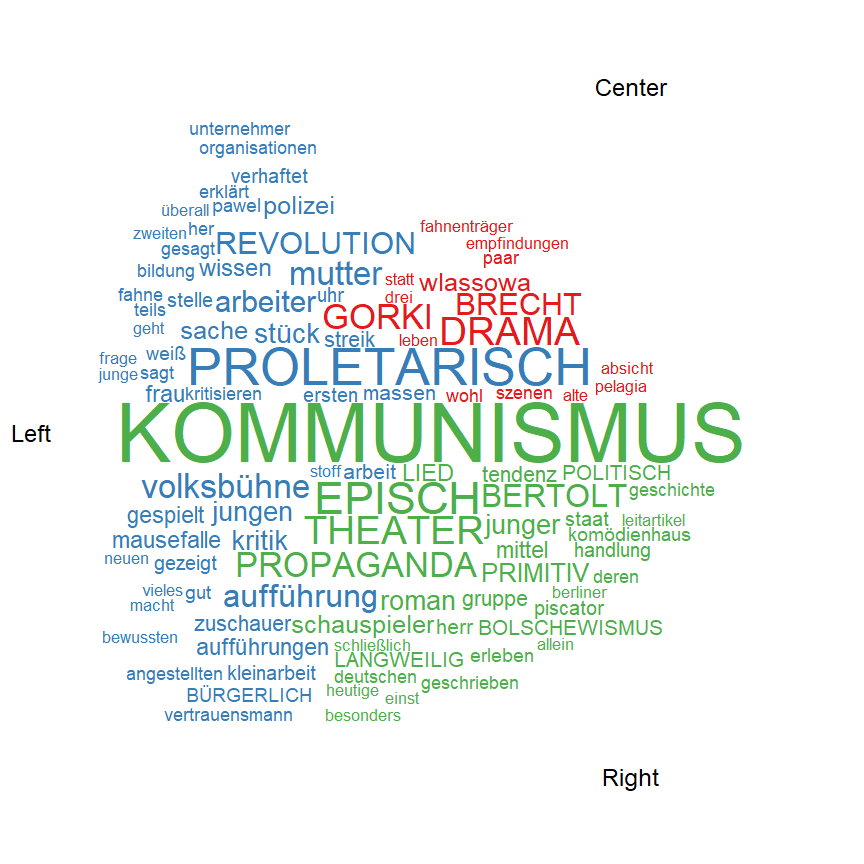 Center
unternehmer
organisationen
verhaftet
erklärt
überall pawel polizei
zweiten her fahnenträger
gesagt REVOLUTION empfindungen
paar
bildung wissen mutter statt wlassowa
fahne teils stelle arbeiter uhr drei BRECHT
geht sache stück streik GORKI leben DRAMA
frage weiß PROLETARISCH absicht
junge sagt pelagia
frau kritisieren ersten massen wohl szenen alte
Left KOMMUNISMUS
stoff arbeit LIED tendenz POLITISCH
volksbühne EPISCH BERTOLT geschichte
gespielt jungen THEATER junger staat leitartikel
komödienhaus
mausefalle kritik mittel handlung
neuen gezeigt PROPAGANDA PRIMITIV deren
vieles gut aufführung roman gruppe berliner
macht piscator
zuschauer schauspieler herr BOLSCHEWISMUS
bewussten aufführungen schließlich allein
LANGWEILIG erleben
angestellten kleinarbeit deutschen geschrieben
BÜRGERLICH heutige einst
vertrauensmann besonders
Right